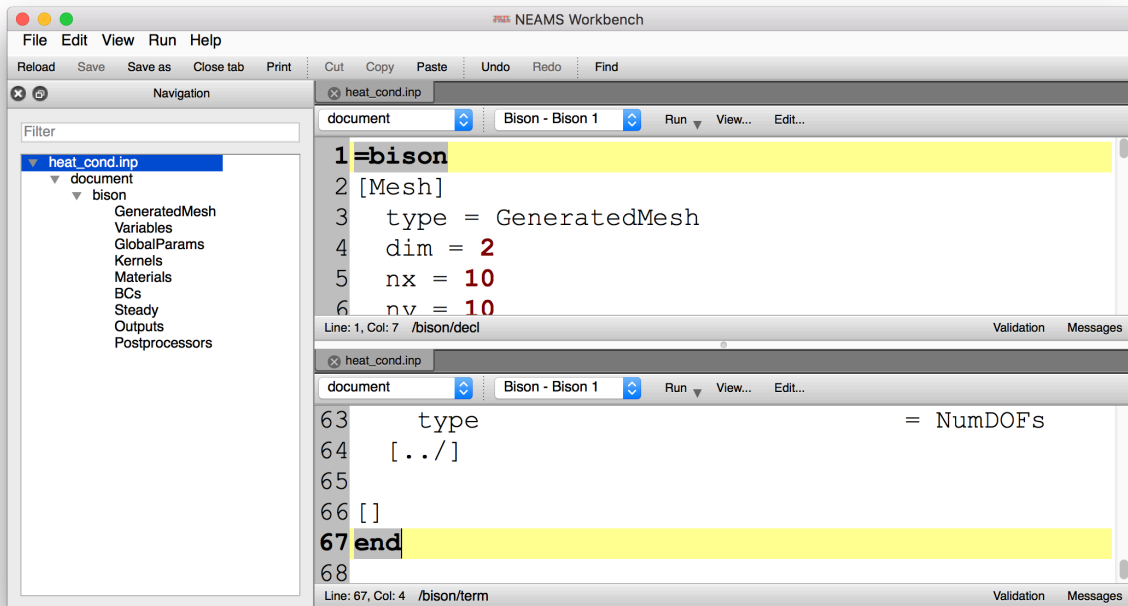 NEAMS Workbench
File Edit View Run Help
Reload Save Save as Close tab Print Cut Copy Paste Undo Redo Find
Navigation
Filter
heat_cond.inp
document
bison
GeneratedMesh
Variables
GlobalParams
Kernels
Materials
BCs
Steady
Outputs
Postprocessors
heat_cond.inp
document Bison - Bison 1 Run View... Edit...
1 =bison
2 [Mesh]
3 type = GeneratedMesh
4 dim = 2
5 nx = 10
6 ny = 10
Line: 1, Col: 7 /bison/decl Validation Messages
heat_cond.inp
document Bison - Bison 1 Run View... Edit...
63 type = NumDOFs
64 [../]
65
66 []
67 end
68
Line: 67, Col: 4 /bison/term Validation Messages